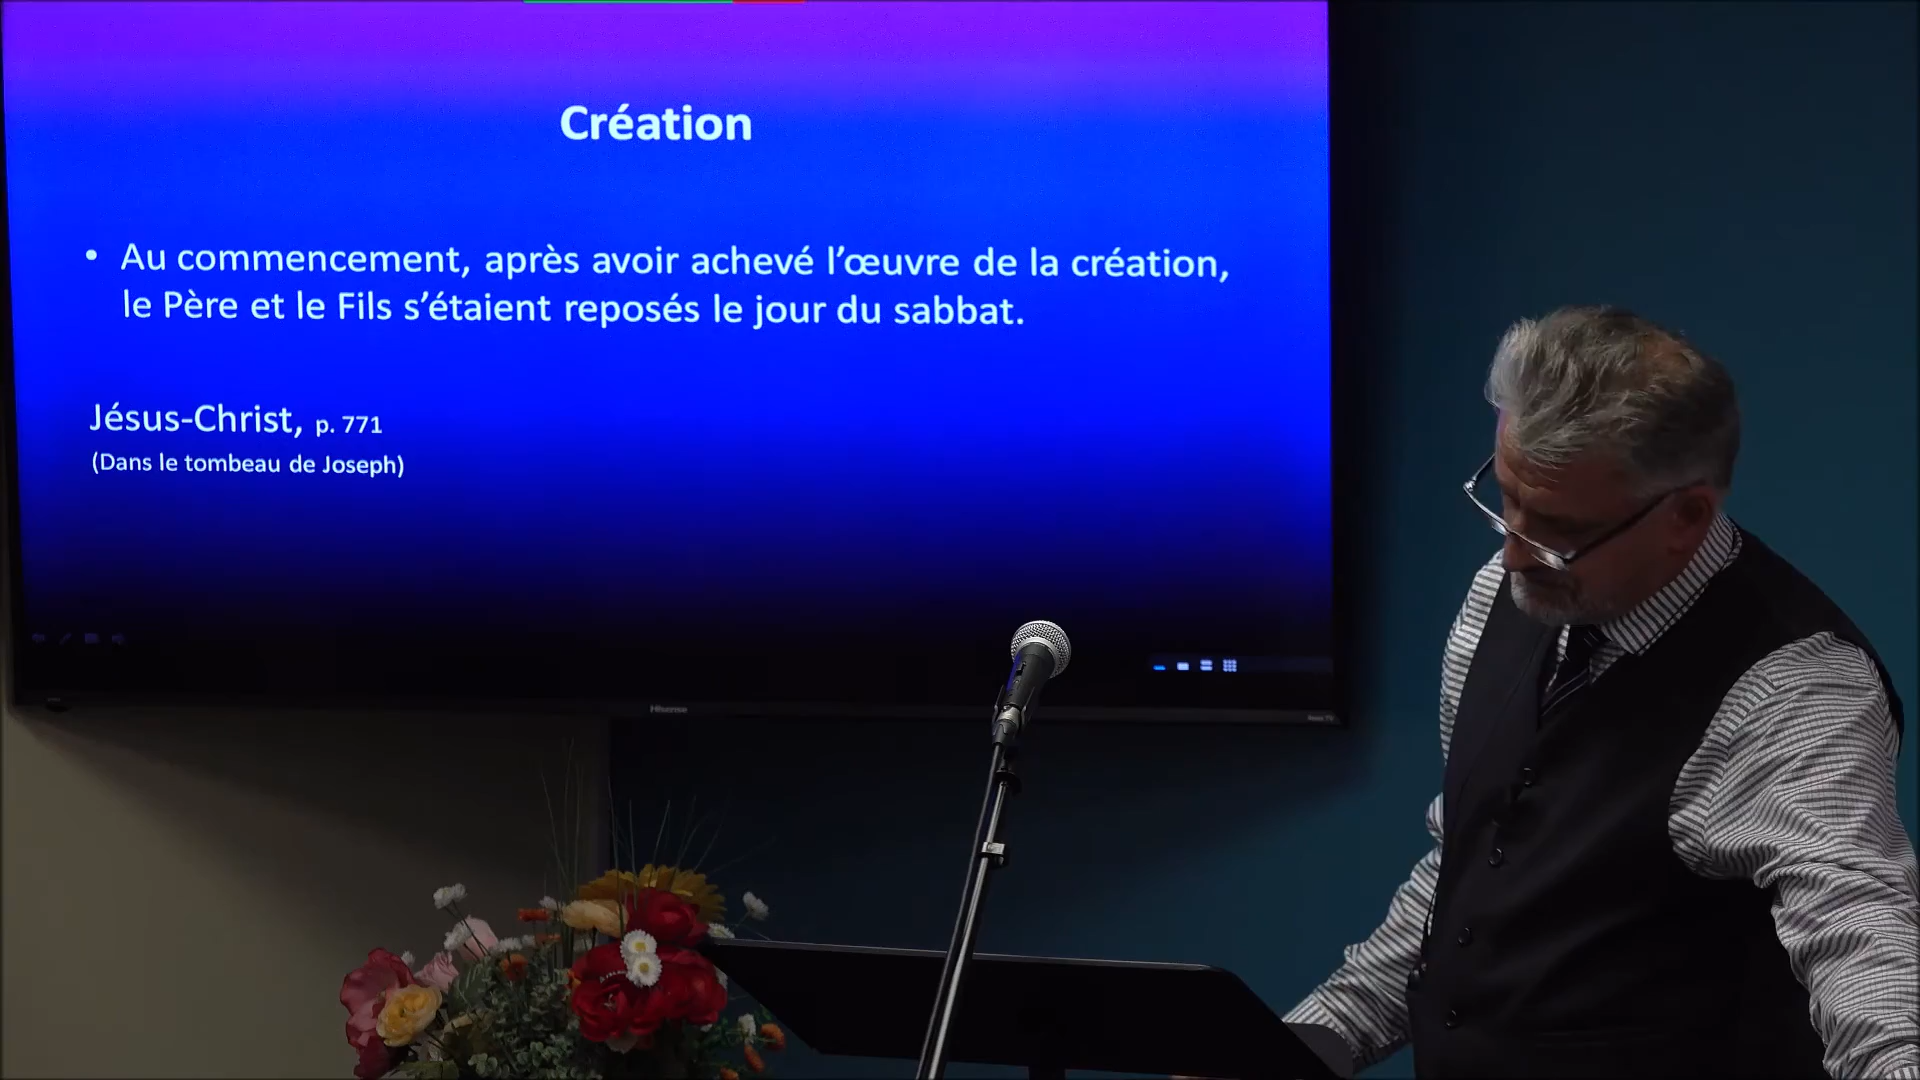 Création
• Au commencement, après avoir achevé l’œuvre de la création,
le Père et le Fils s’étaient reposés le jour du sabbat.
Jésus-Christ, p. 771
(Dans le tombeau de Joseph)
Hisense